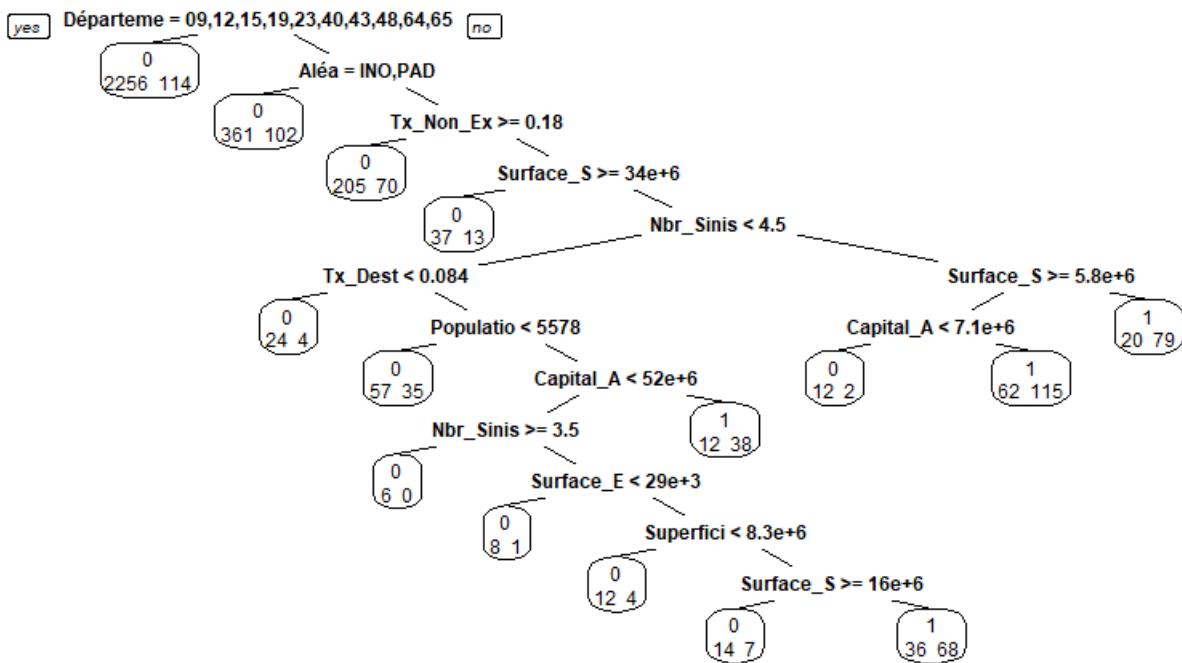 yes Départeme = 09,12,15,19,23,40,43,48,64,65 no
0
2256 114
Aléa = INO,PAD
0
361 102
Tx_Non_Ex >= 0.18
0
205 70
Surface_S >= 34e+6
0
37 13
Nbr_Sinis < 4.5
Tx_Dest < 0.084
Surface_S >= 5.8e+6
0
24 4
Populatio < 5578
Capital_A < 7.1e+6
1
20 79
0
57 35
Capital_A < 52e+6
0
12 2
1
62 115
Nbr_Sinis >= 3.5
1
12 38
0
6 0
Surface_E < 29e+3
0
8 1
Superfici < 8.3e+6
0
12 4
Surface_S >= 16e+6
0
14 7
1
36 68